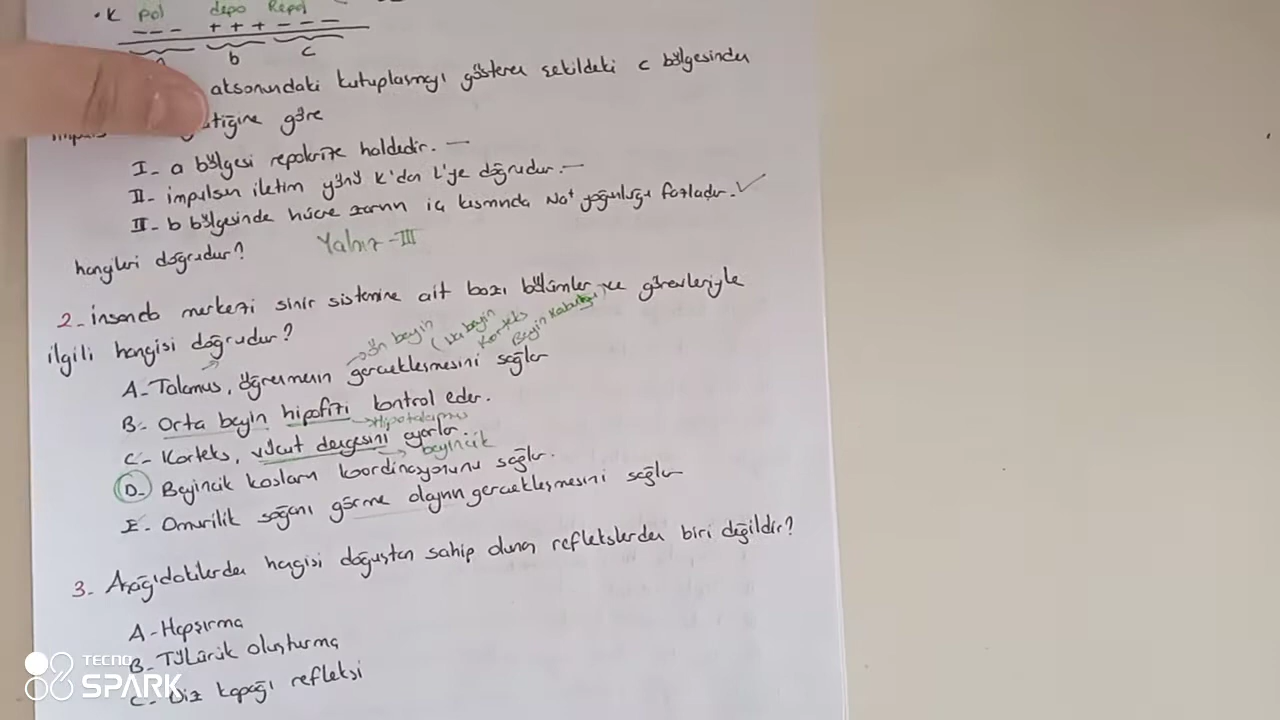 • K pol depo Repol
- - - + + + - - -
b c
aksonundaki kutuplaşmayı gösteren şekildeki c bölgesinden
göre
I- a bölgesi repolarize haldedir. —
II- impulsun iletim yönü K'dan L'ye doğrudur. —
III- b bölgesinde hücre zarının iç kısmında Na+ yoğunluğu fazladır. ✓
hangileri doğrudur? Yalnız-III
2- İnsanda merkezi sinir sistemine ait bazı bölümler ve görevleriyle
ilgili hangisi doğrudur?
→ ön beyin (Uç beyin Korteks Beyin kabuğu)
A- Talamus, öğrenmenin gerçekleşmesini sağlar
B- Orta beyin hipofizi kontrol eder.
→ Hipotalamus
C- Korteks, vücut dengesini ayarlar.
→ beyincik
D- Beyincik kasların koordinasyonunu sağlar.
E- Omurilik soğanı görme olayının gerçekleşmesini sağlar
3- Aşağıdakilerden hangisi doğuştan sahip olunan reflekslerden biri değildir?
A- Hapşırma
B- Tükürük oluşturma
C- Diz kapağı refleksi
TECNO
SPARK